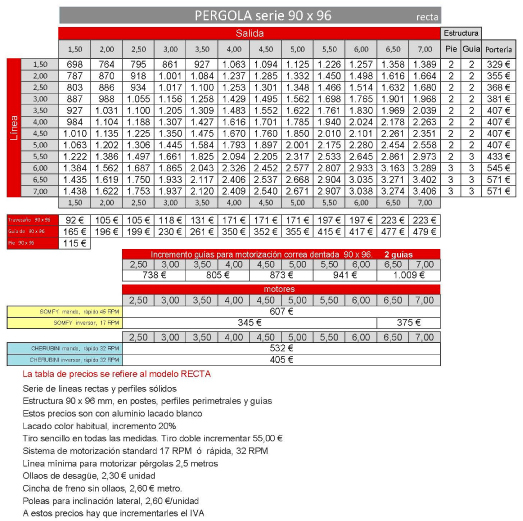 PERGOLA serie 90 x 96 recta
Salida Estructura
1,50 2,00 2,50 3,00 3,50 4,00 4,50 5,00 5,50 6,00 6,50 7,00 Pie Guia Portería
Línea
1,50 698 764 795 861 927 1.063 1.094 1.125 1.226 1.257 1.358 1.389 2 2 329 €
2,00 787 870 918 1.001 1.084 1.237 1.285 1.332 1.450 1.498 1.616 1.664 2 2 355 €
2,50 803 886 934 1.017 1.100 1.253 1.301 1.348 1.466 1.514 1.632 1.680 2 2 368 €
3,00 887 988 1.055 1.156 1.258 1.429 1.495 1.562 1.698 1.765 1.901 1.968 2 2 381 €
3,50 927 1.031 1.100 1.205 1.309 1.483 1.552 1.622 1.761 1.830 1.969 2.039 2 2 394 €
4,00 984 1.104 1.188 1.307 1.427 1.616 1.701 1.785 1.940 2.024 2.178 2.263 2 2 407 €
4,50 1.010 1.135 1.225 1.350 1.475 1.670 1.760 1.850 2.010 2.101 2.261 2.351 2 2 407 €
5,00 1.063 1.202 1.306 1.445 1.584 1.793 1.897 2.001 2.175 2.280 2.454 2.558 2 2 407 €
5,50 1.222 1.386 1.497 1.661 1.825 2.094 2.205 2.317 2.533 2.645 2.861 2.973 3 3 433 €
6,00 1.384 1.562 1.687 1.865 2.043 2.326 2.452 2.577 2.808 2.934 3.165 3.291 3 3 545 €
6,50 1.435 1.619 1.750 1.933 2.117 2.406 2.537 2.668 2.904 3.035 3.271 3.402 3 3 571 €
7,00 1.438 1.622 1.753 1.937 2.120 2.409 2.540 2.671 2.907 3.038 3.274 3.406 3 3 571 €
1,50 2,00 2,50 3,00 3,50 4,00 4,50 5,00 5,50 6,00 6,50 7,00
Travesaño 90 x 96 92 € 105 € 105 € 118 € 131 € 171 € 171 € 171 € 197 € 197 € 223 € 223 €
90 x 96 165 € 196 € 199 € 230 € 261 € 350 € 352 € 355 € 415 € 417 € 477 € 479 €
Pie 90 x 96 115 €
Incremento guías para motorización correa dentada 90 x 96. 2 guías
2,50 3,00 3,50 4,00 4,50 5,00 5,50 6,00 6,50 7,00
738 € 805 € 873 € 941 € 1.009 €
motores
2,50 3,00 3,50 4,00 4,50 5,00 5,50 6,00 6,50 7,00
SOMFY mando, rápido 46 RPM 607 €
SOMFY inversor, 17 RPM 345 € 375 €
2,50 3,00 3,50 4,00 4,50 5,00 5,50 6,00 6,50 7,00
CHERUBINI mando, rápido 32 RPM 532 €
CHERUBINI inversor, rápido 32 RPM 405 €
La tabla de precios se refiere al modelo RECTA
Serie de lineas rectas y perfiles sólidos
Estructura 90 x 96 mm, en postes, perfiles perimetrales y guias
Estos precios son con aluminio lacado blanco
Lacado color habitual, incremento 20%
Tiro sencillo en todas las medidas. Tiro doble incrementar 55,00 €
Sistema de motorización standard 17 RPM ó rápida, 32 RPM
Línea mínima para motorizar pérgolas 2,5 metros
Ollaos de desagüe, 2,30 € unidad
Cincha de freno sin ollaos, 2,60 € metro.
Poleas para inclinación lateral, 2,60 €/unidad
A estos precios hay que incrementarles el IVA